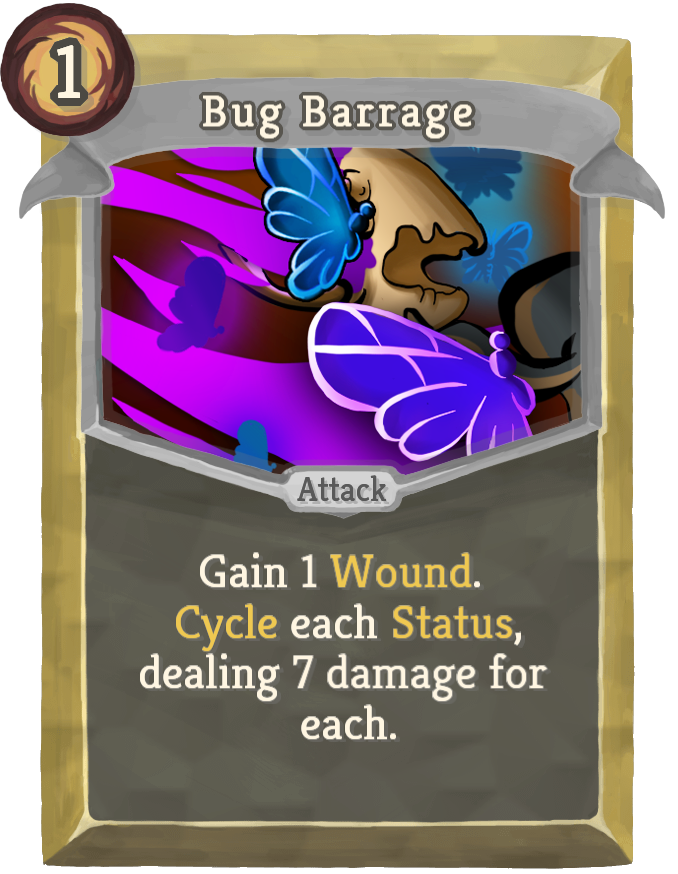 1
Bug Barrage
Attack
Gain 1 Wound.
Cycle each Status,
dealing 7 damage for
each.